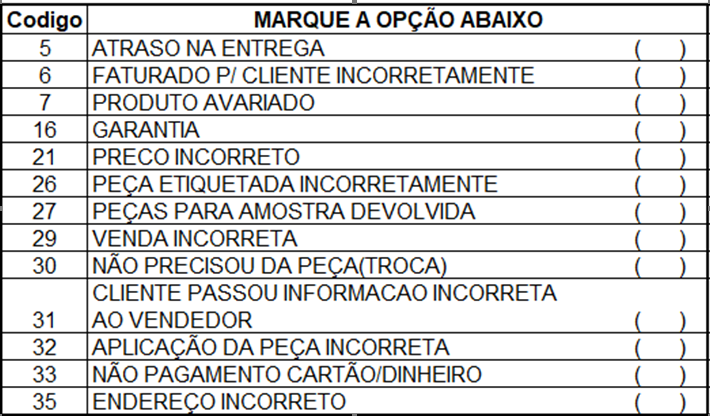 Codigo MARQUE A OPÇÃO ABAIXO
5 ATRASO NA ENTREGA ( )
6 FATURADO P/ CLIENTE INCORRETAMENTE ( )
7 PRODUTO AVARIADO ( )
16 GARANTIA ( )
21 PRECO INCORRETO ( )
26 PEÇA ETIQUETADA INCORRETAMENTE ( )
27 PEÇAS PARA AMOSTRA DEVOLVIDA ( )
29 VENDA INCORRETA ( )
30 NÃO PRECISOU DA PEÇA(TROCA) ( )
CLIENTE PASSOU INFORMACAO INCORRETA
31 AO VENDEDOR ( )
32 APLICAÇÃO DA PEÇA INCORRETA ( )
33 NÃO PAGAMENTO CARTÃO/DINHEIRO ( )
35 ENDEREÇO INCORRETO ( )